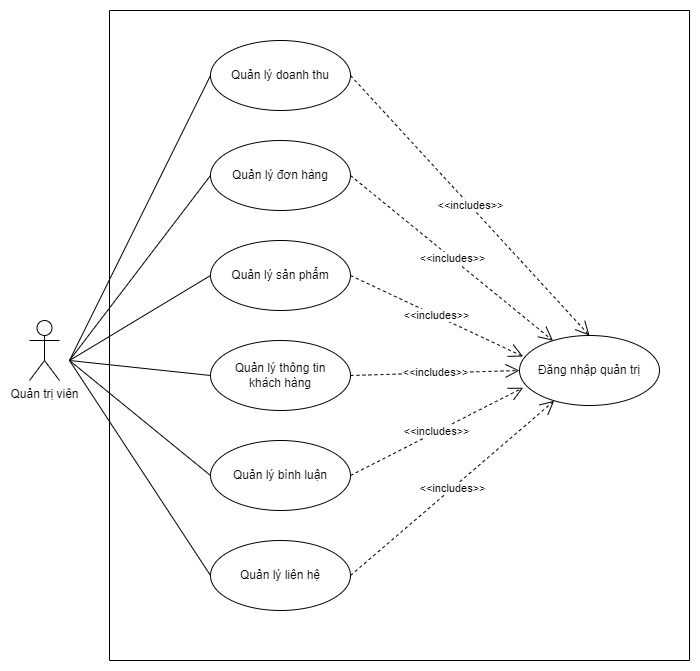 Quản lý doanh thu
Quản lý đơn hàng
<<includes>>
<<includes>>
Quản lý sản phẩm
<<includes>>
Quản trị viên
Quản lý thông tin
khách hàng
<<includes>>
Đăng nhập quản trị
<<includes>>
Quản lý bình luận
<<includes>>
Quản lý liên hệ